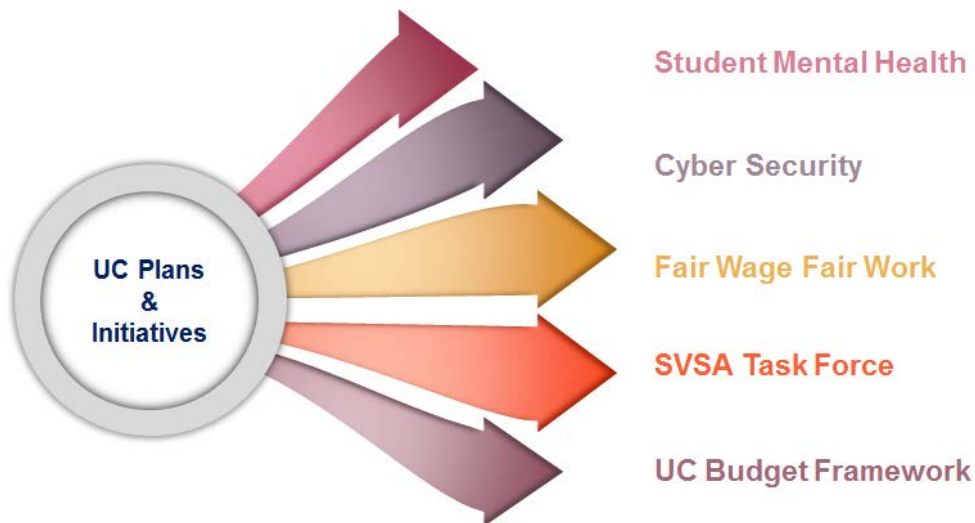 Student Mental Health
Cyber Security
UC Plans
&
Initiatives
Fair Wage Fair Work
SVSA Task Force
UC Budget Framework